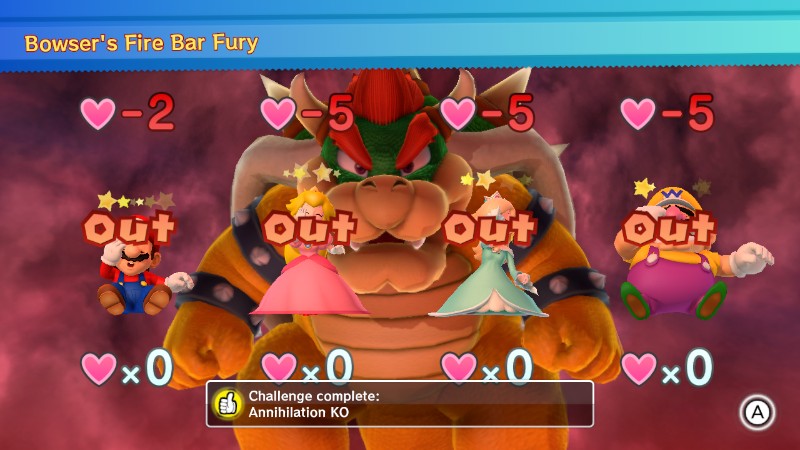 Bowser's Fire Bar Fury
-2 -5 -5 -5
W
Out Out Out Out
×0 ×0 ×0 ×0
Challenge complete:
Annihilation KO
A